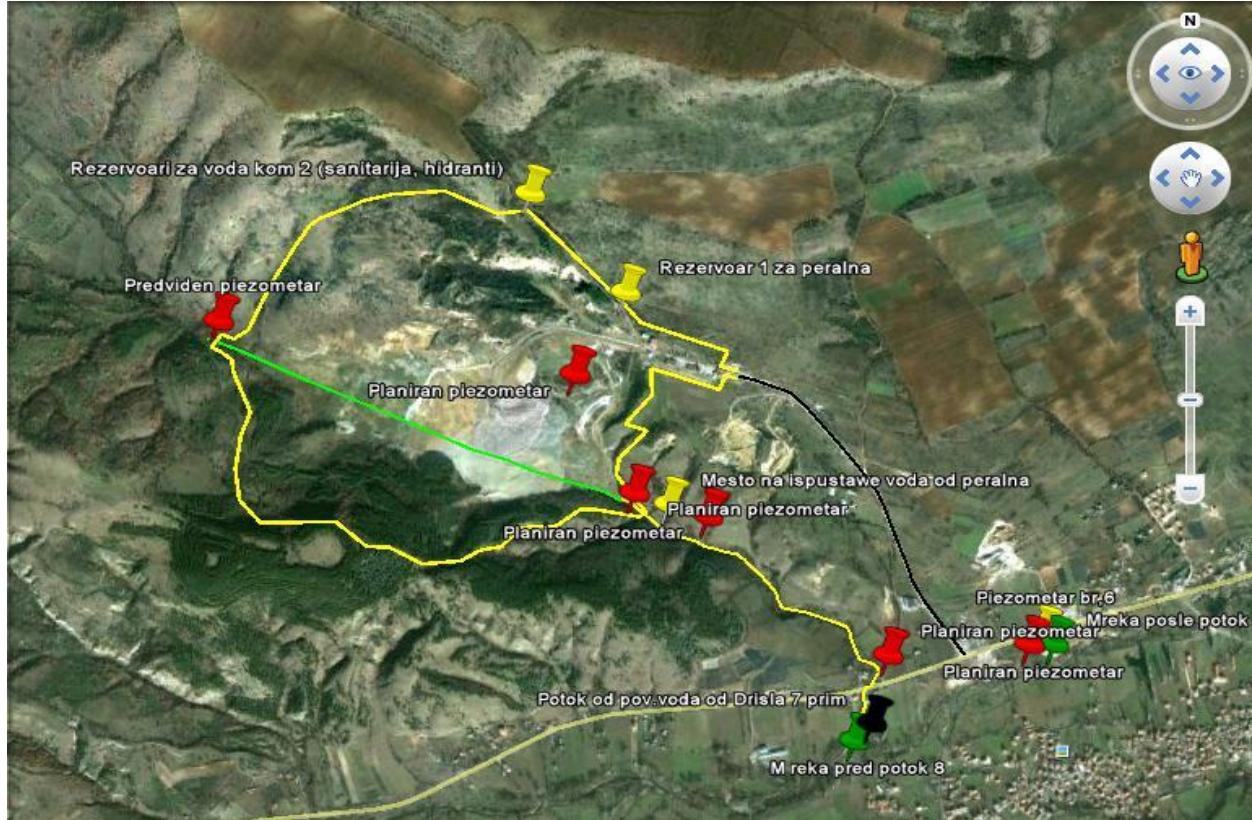 N
Rezervoari za voda kom 2 (sanitarija, hidranti)
Rezervoar 1 za peralna
Predviden piezometar
Planiran piezometar
Mesto na ispustawe voda od peralna
Planiran piezometar
Planiran piezometar
Piezometar br,6
Mreka posle potok
Planiran piezometar
Planiran piezometar
Potok od pov.voda od Drisla 7 prim
M reka pred potok 8